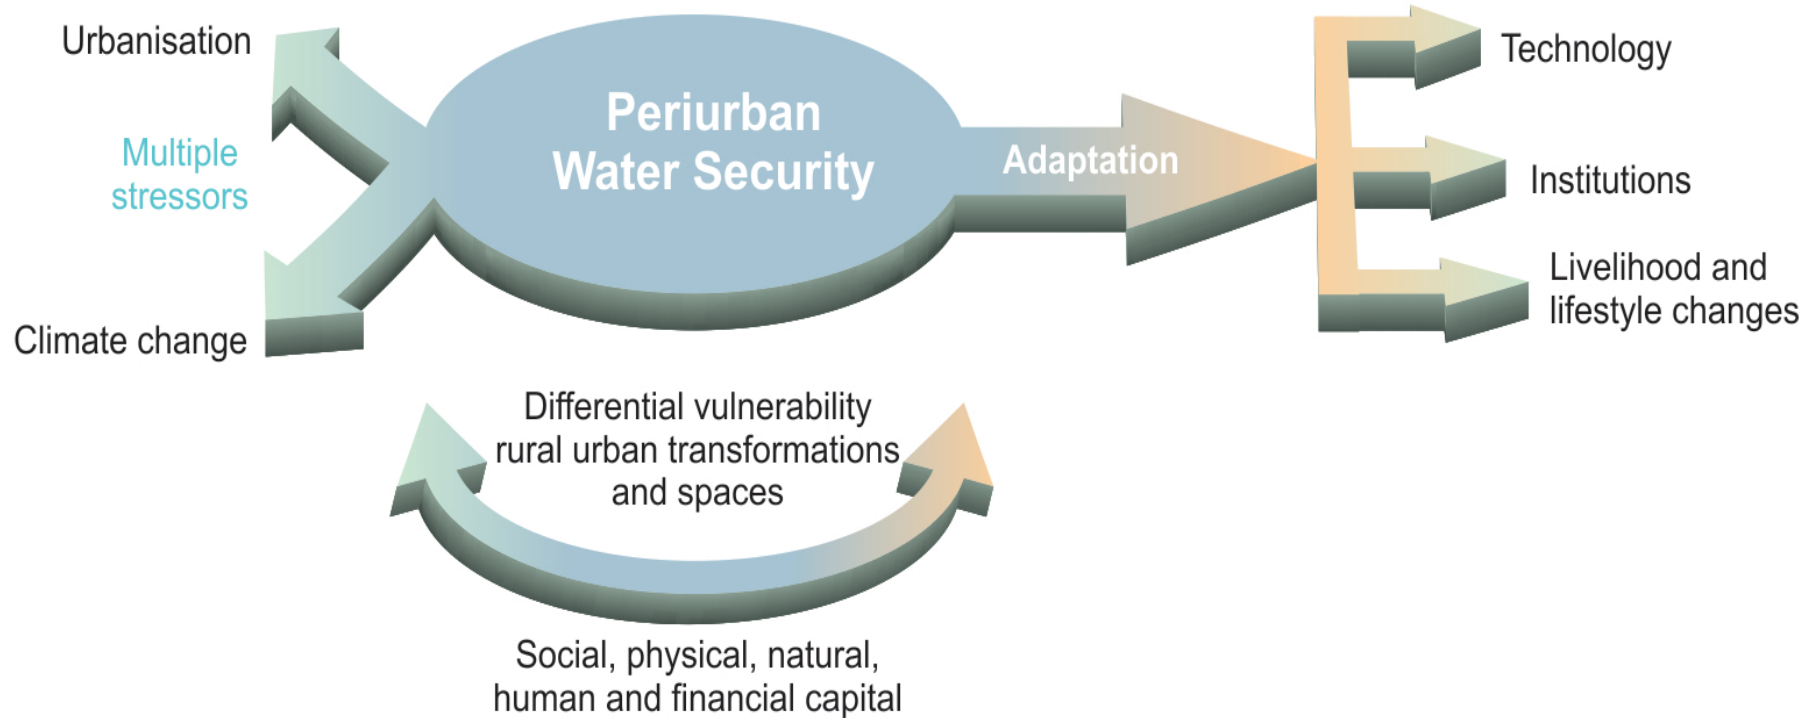 Urbanisation
Multiple
stressors
Climate change
Periurban
Water Security
Adaptation
Technology
Institutions
Livelihood and
lifestyle changes
Differential vulnerability
rural urban transformations
and spaces
Social, physical, natural,
human and financial capital